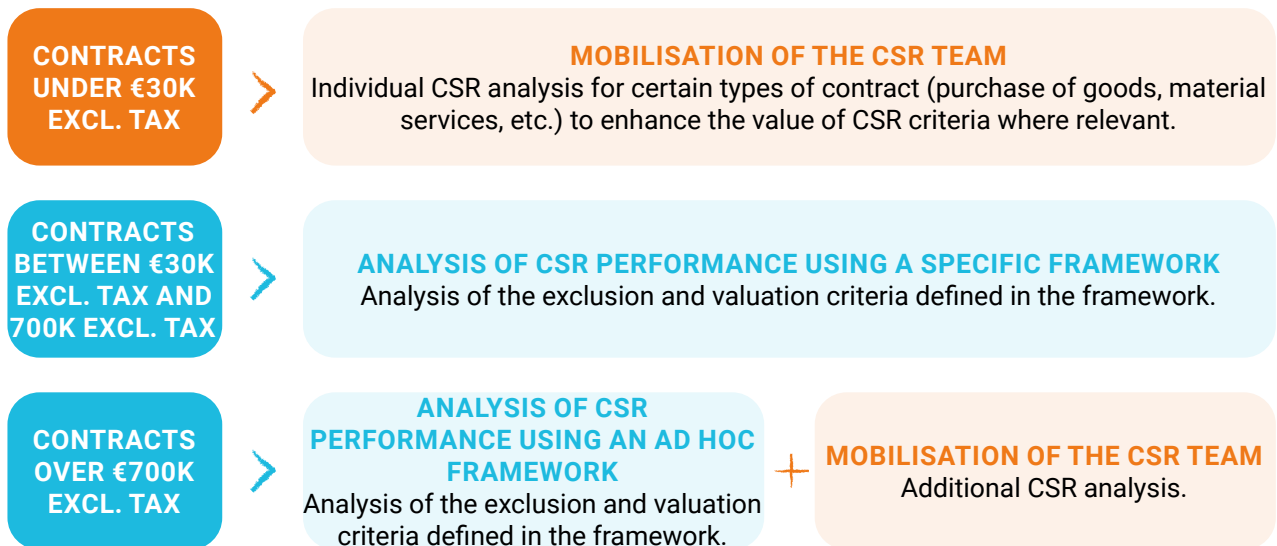 CONTRACTS
UNDER €30K
EXCL. TAX
MOBILISATION OF THE CSR TEAM
Individual CSR analysis for certain types of contract (purchase of goods, material
services, etc.) to enhance the value of CSR criteria where relevant.
CONTRACTS
BETWEEN €30K
EXCL. TAX AND
700K EXCL. TAX
ANALYSIS OF CSR PERFORMANCE USING A SPECIFIC FRAMEWORK
Analysis of the exclusion and valuation criteria defined in the framework.
CONTRACTS
OVER €700K
EXCL. TAX
ANALYSIS OF CSR
PERFORMANCE USING AN AD HOC
FRAMEWORK
Analysis of the exclusion and valuation
criteria defined in the framework.
+
MOBILISATION OF THE CSR TEAM
Additional CSR analysis.